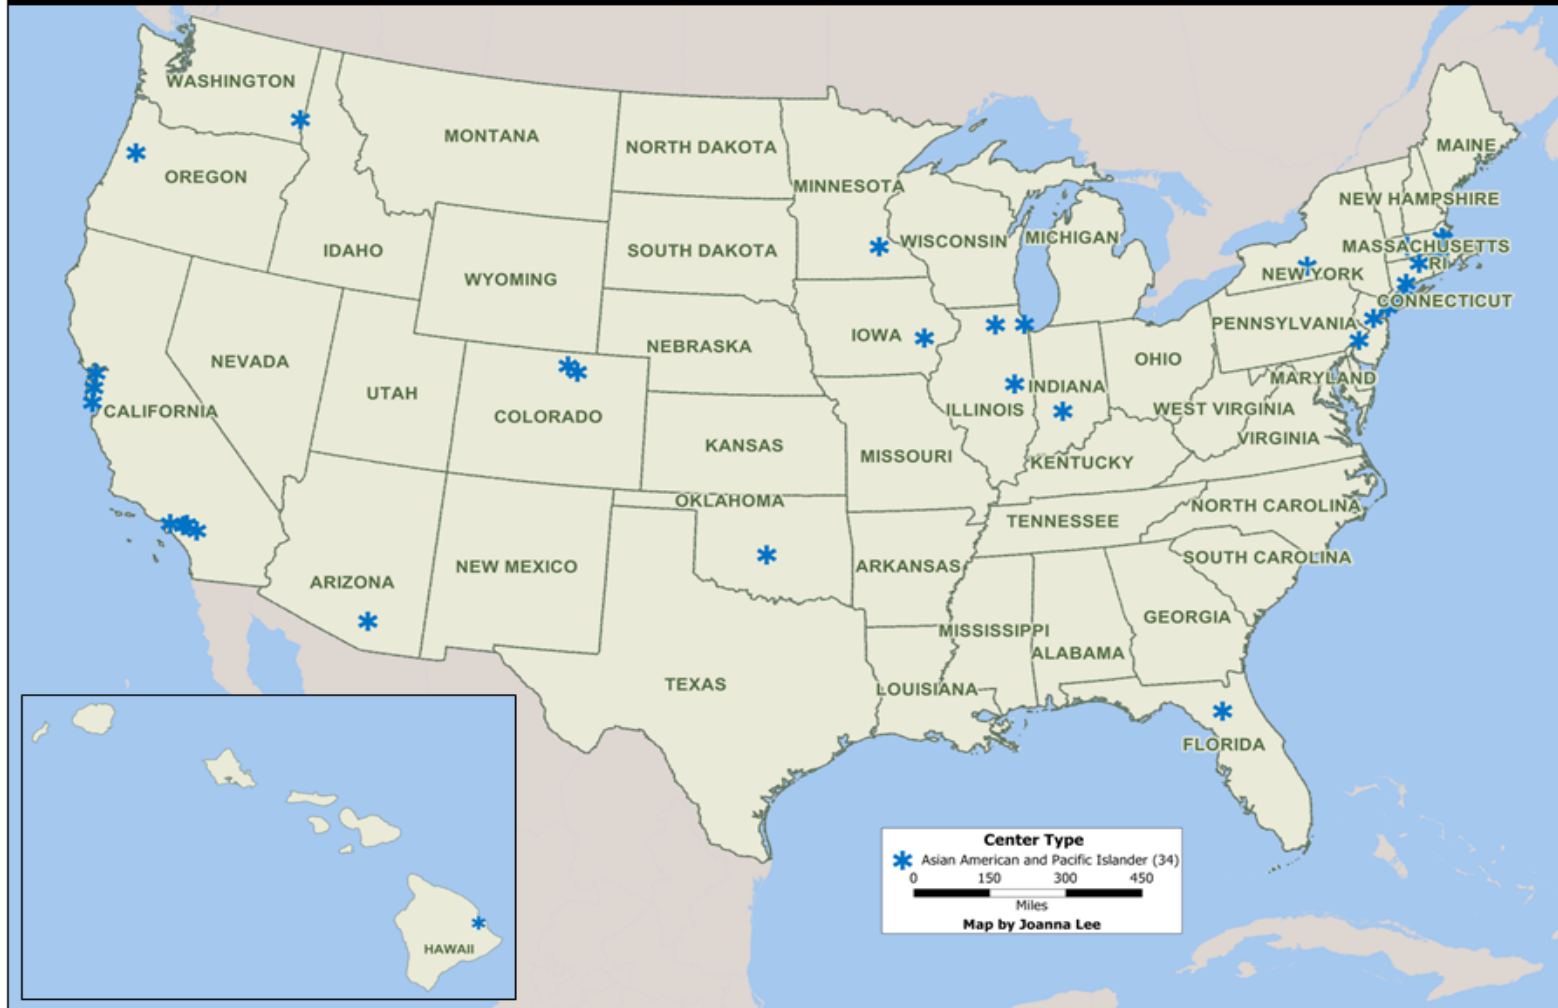 WASHINGTON
MONTANA
NORTH DAKOTA
MINNESOTA
MAINE
OREGON
IDAHO
WYOMING
SOUTH DAKOTA
WISCONSIN
MICHIGAN
NEW HAMPSHIRE
MASSACHUSETTS
NEW YORK
RI
CONNECTICUT
PENNSYLVANIA
NEVADA
UTAH
COLORADO
NEBRASKA
IOWA
ILLINOIS
INDIANA
OHIO
MARYLAND
CALIFORNIA
KANSAS
MISSOURI
KENTUCKY
WEST VIRGINIA
VIRGINIA
ARIZONA
NEW MEXICO
OKLAHOMA
ARKANSAS
TENNESSEE
NORTH CAROLINA
SOUTH CAROLINA
TEXAS
LOUISIANA
MISSISSIPPI
ALABAMA
GEORGIA
FLORIDA
HAWAII
Center Type
Asian American and Pacific Islander (34)
0 150 300 450
Miles
Map by Joanna Lee